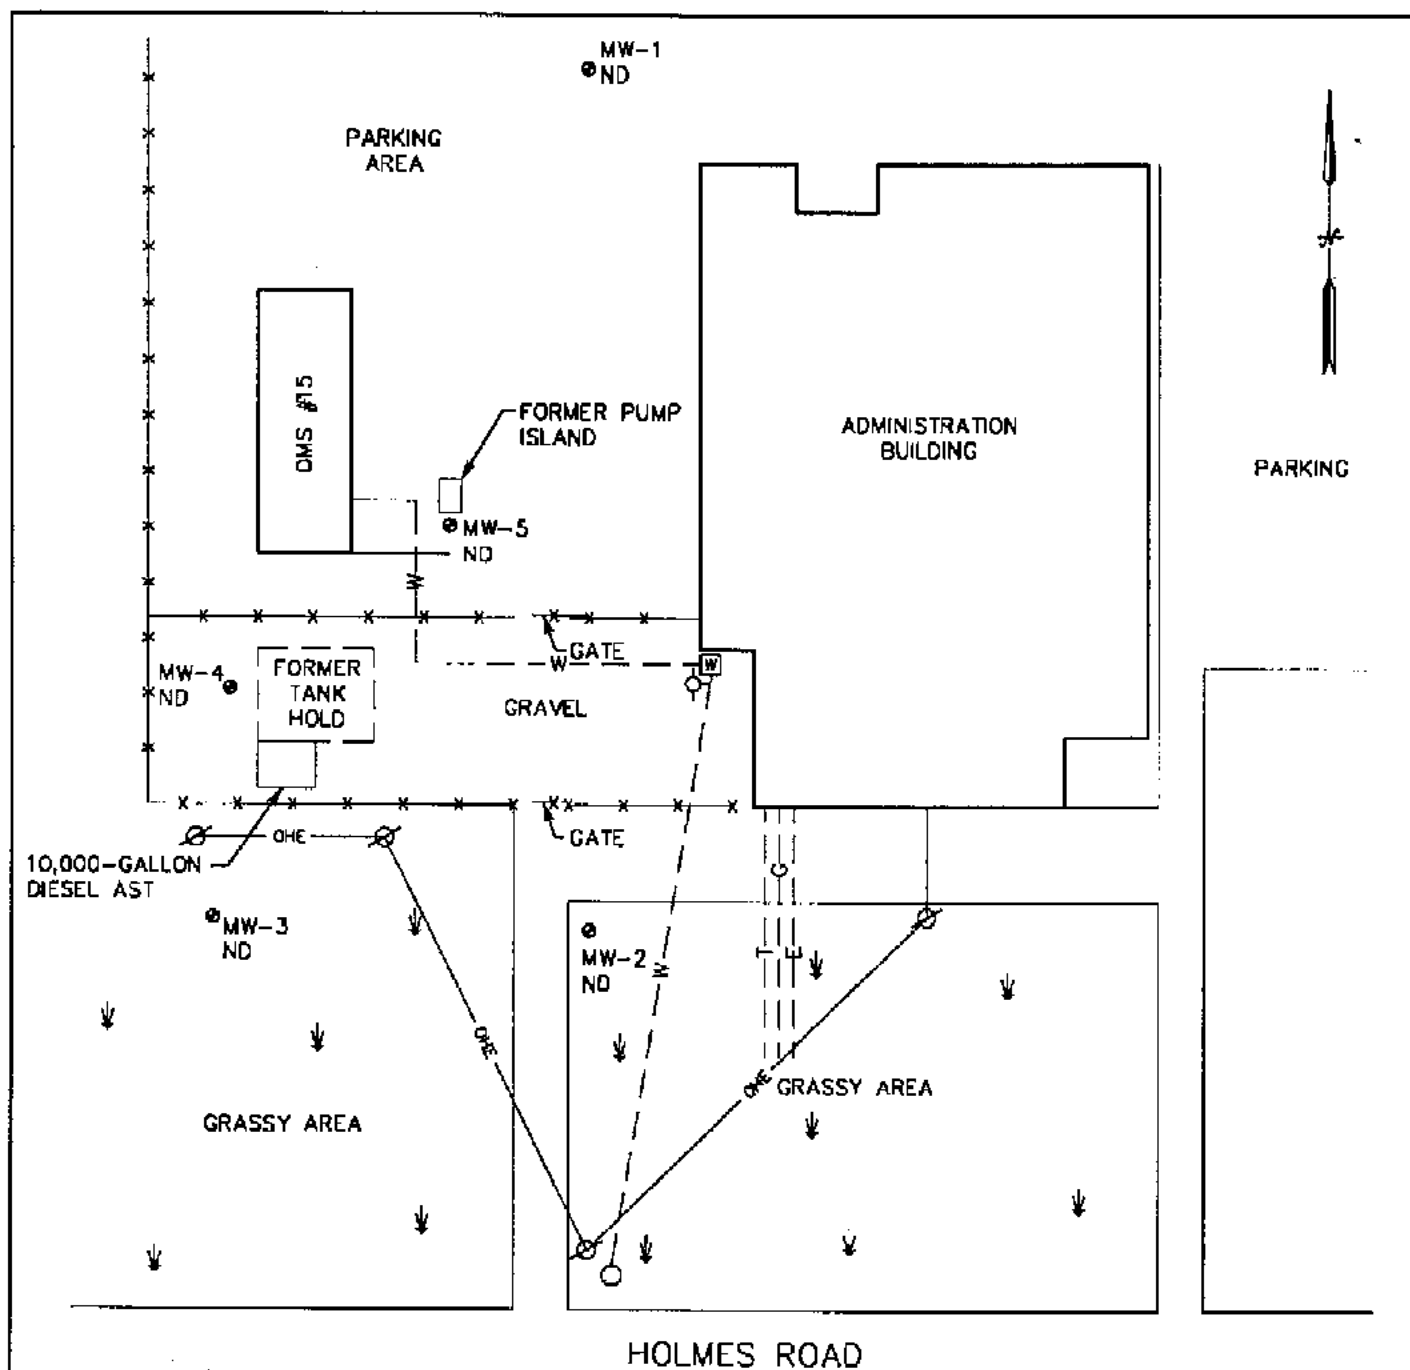 MW-1
ND
PARKING
AREA
N
OMS #15
FORMER PUMP
ISLAND
ADMINISTRATION
BUILDING
PARKING
MW-5
ND
W
GATE
W
W
MW-4
ND
FORMER
TANK
HOLD
GRAVEL
GATE
OHE
10,000-GALLON
DIESEL AST
G
MW-3
ND
MW-2
ND
W
T
E
OHE
OHE
GRASSY AREA
GRASSY AREA
HOLMES ROAD